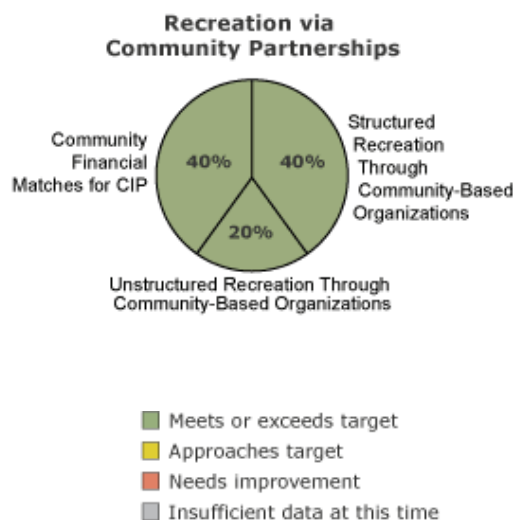 Recreation via
Community Partnerships
Community
Financial
Matches for CIP
40%
40%
Structured
Recreation
Through
Community-Based
Organizations
20%
Unstructured Recreation Through
Community-Based Organizations
Meets or exceeds target
Approaches target
Needs improvement
Insufficient data at this time